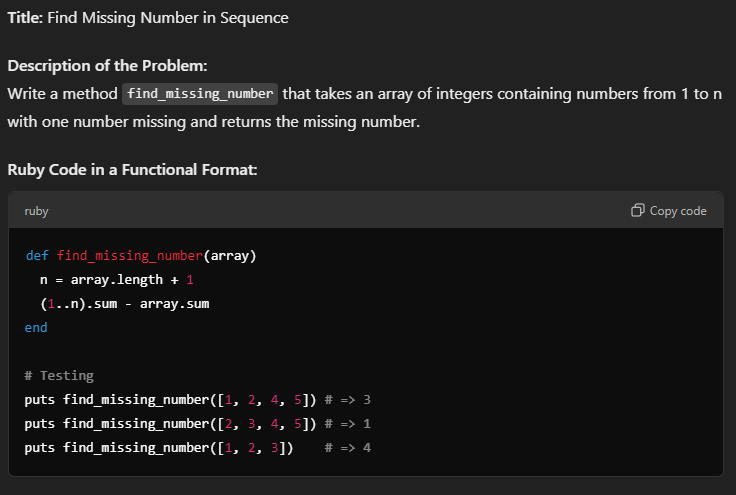 Title: Find Missing Number in Sequence
Description of the Problem:
Write a method find_missing_number that takes an array of integers containing numbers from 1 to n
with one number missing and returns the missing number.
Ruby Code in a Functional Format:
ruby
Copy code
def find_missing_number(array)
  n = array.length + 1
  (1..n).sum - array.sum
end
# Testing
puts find_missing_number([1, 2, 4, 5]) # => 3
puts find_missing_number([2, 3, 4, 5]) # => 1
puts find_missing_number([1, 2, 3])    # => 4